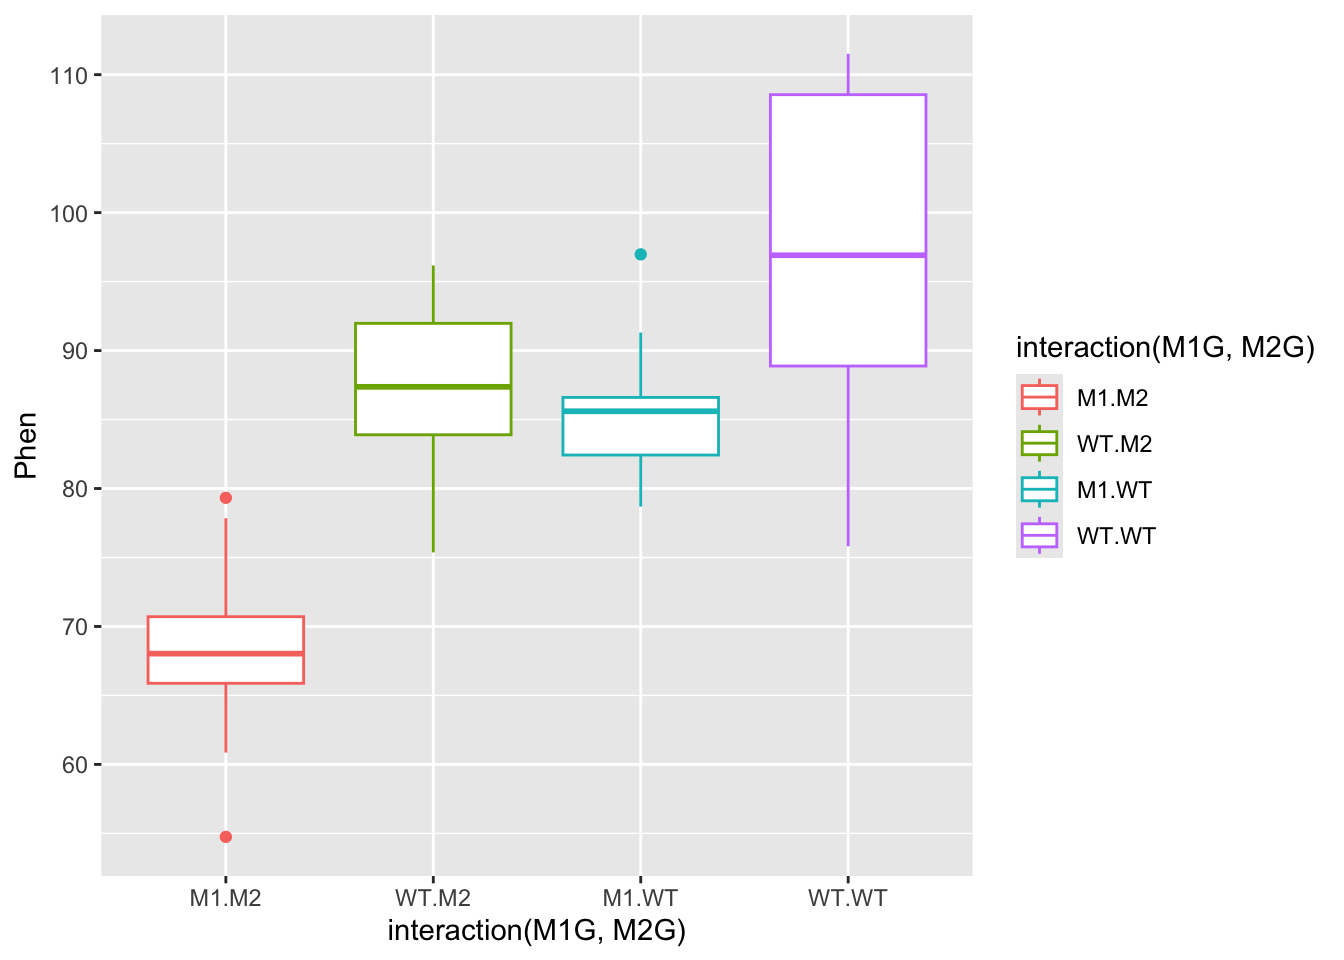 110
100
90
80
70
60
Phen
M1.M2 WT.M2 M1.WT WT.WT
interaction(M1G, M2G)
interaction(M1G, M2G)
M1.M2
WT.M2
M1.WT
WT.WT